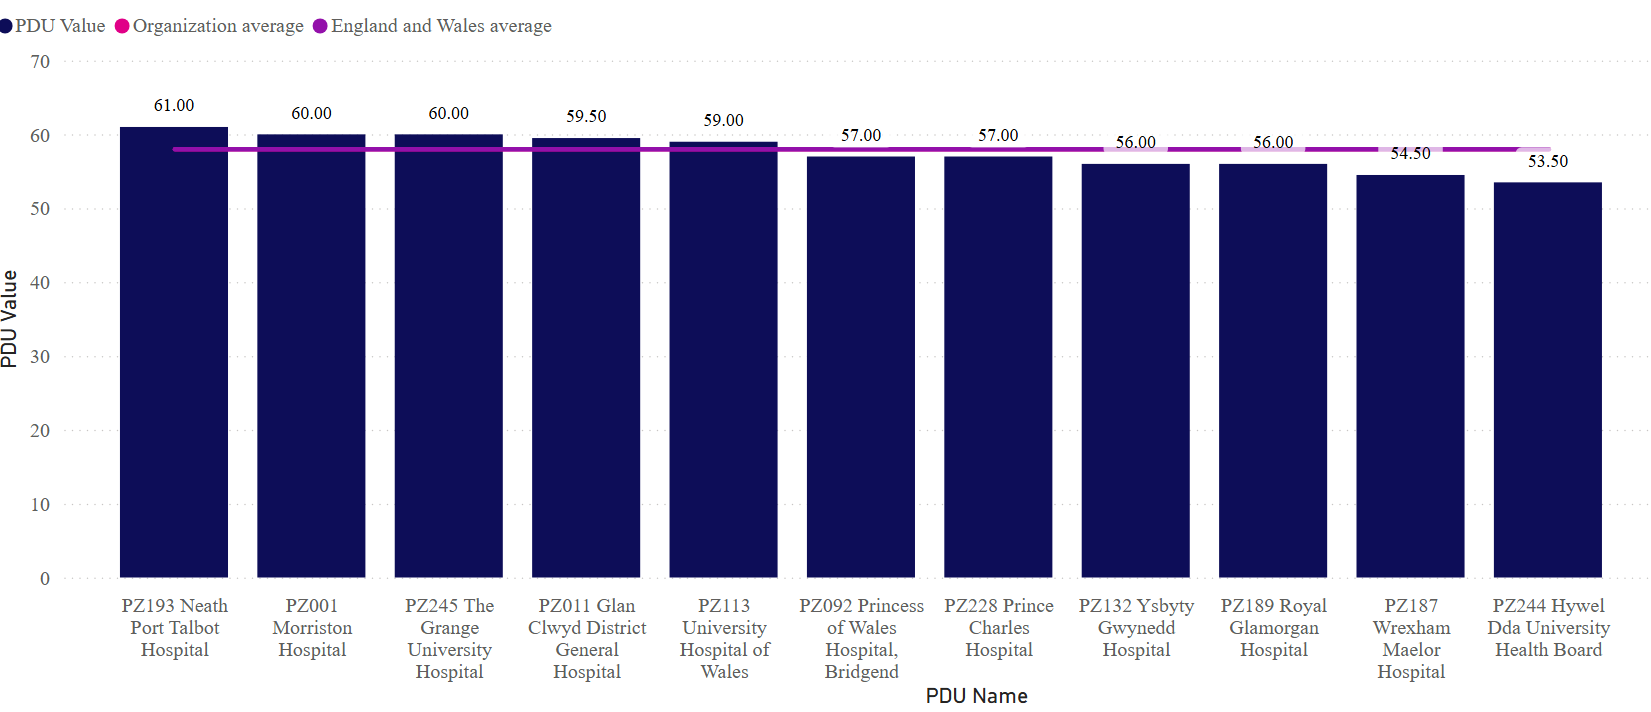 PDU Value Organization average England and Wales average
70
60
50
40
30
20
10
0
PDU Value
61.00
60.00
60.00
59.50
59.00
57.00
57.00
56.00
56.00
54.50
53.50
PZ193 Neath
Port Talbot
Hospital
PZ001
Morriston
Hospital
PZ245 The
Grange
University
Hospital
PZ011 Glan
Clwyd District
General
Hospital
PZ113
University
Hospital of
Wales
PZ092 Princess
of Wales
Hospital,
Bridgend
PZ228 Prince
Charles
Hospital
PZ132 Ysbyty
Gwynedd
Hospital
PZ189 Royal
Glamorgan
Hospital
PZ187
Wrexham
Maelor
Hospital
PZ244 Hywel
Dda University
Health Board
PDU Name